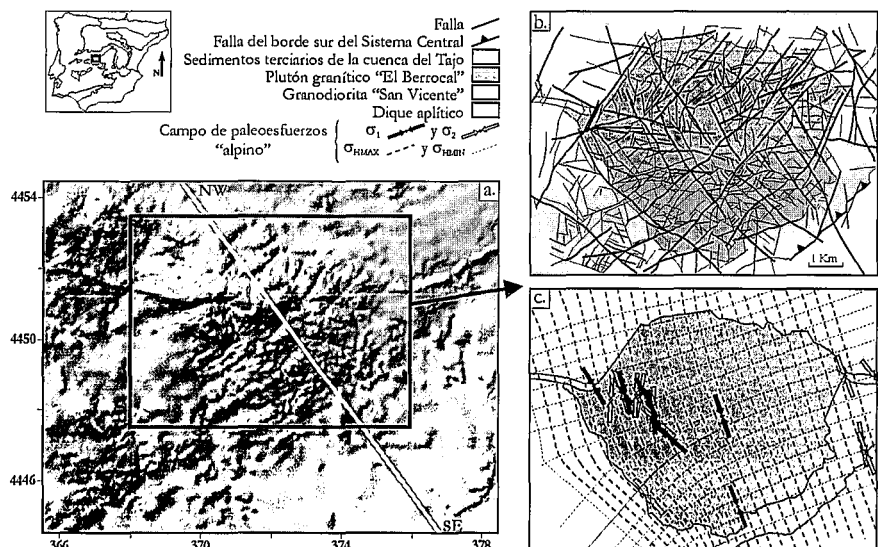 N
Falla
Falla del borde sur del Sistema Central
Sedimentos terciarios de la cuenca del Tajo
Plutón granítico "El Berrocal"
Granodiorita "San Vicente"
Dique aplítico
Campo de paleoesfuerzos
"alpino"
σ1 y σ2
σHMAX y σHMIN
a.
NW
SE
4454
4450
4446
366
370
374
378
b.
1 Km
c.